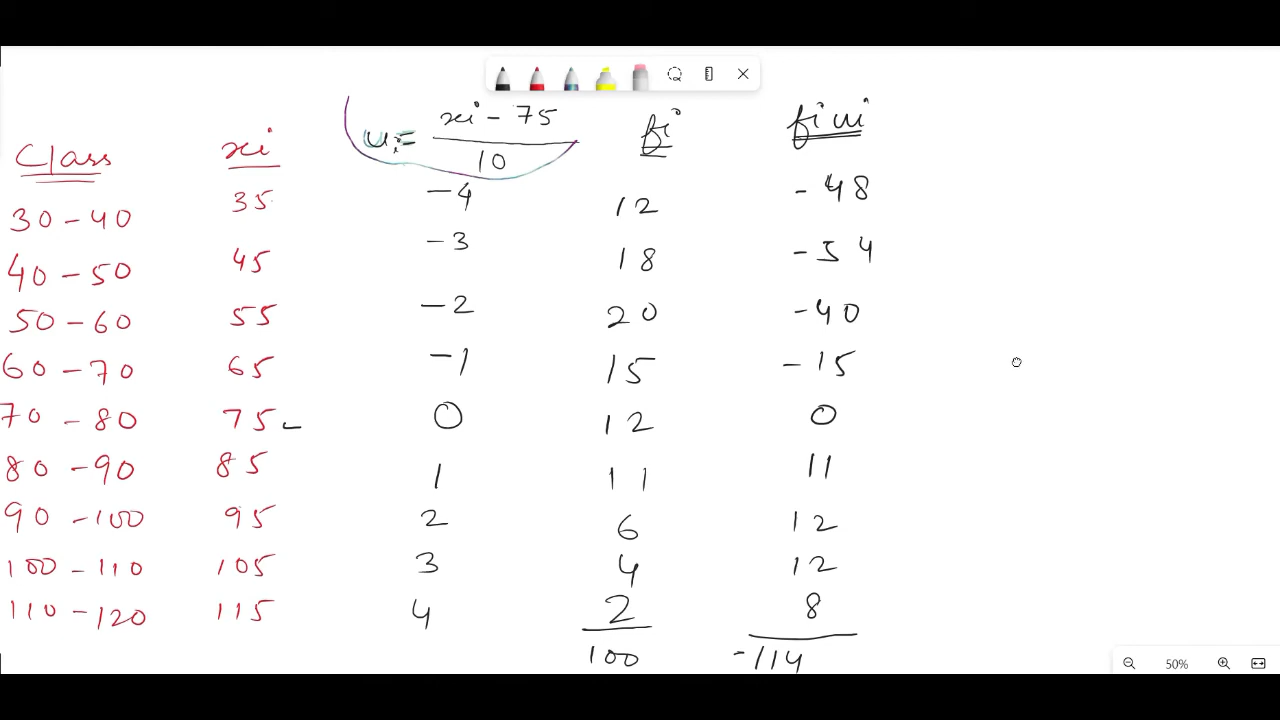 Class xi ui = xi - 75 / 10 fi fiui
30 - 40 35 -4 12 -48
40 - 50 45 -3 18 -54
50 - 60 55 -2 20 -40
60 - 70 65 -1 15 -15
70 - 80 75 0 12 0
80 - 90 85 1 11 11
90 - 100 95 2 6 12
100 - 110 105 3 4 12
110 - 120 115 4 2 8
100 -114
50%